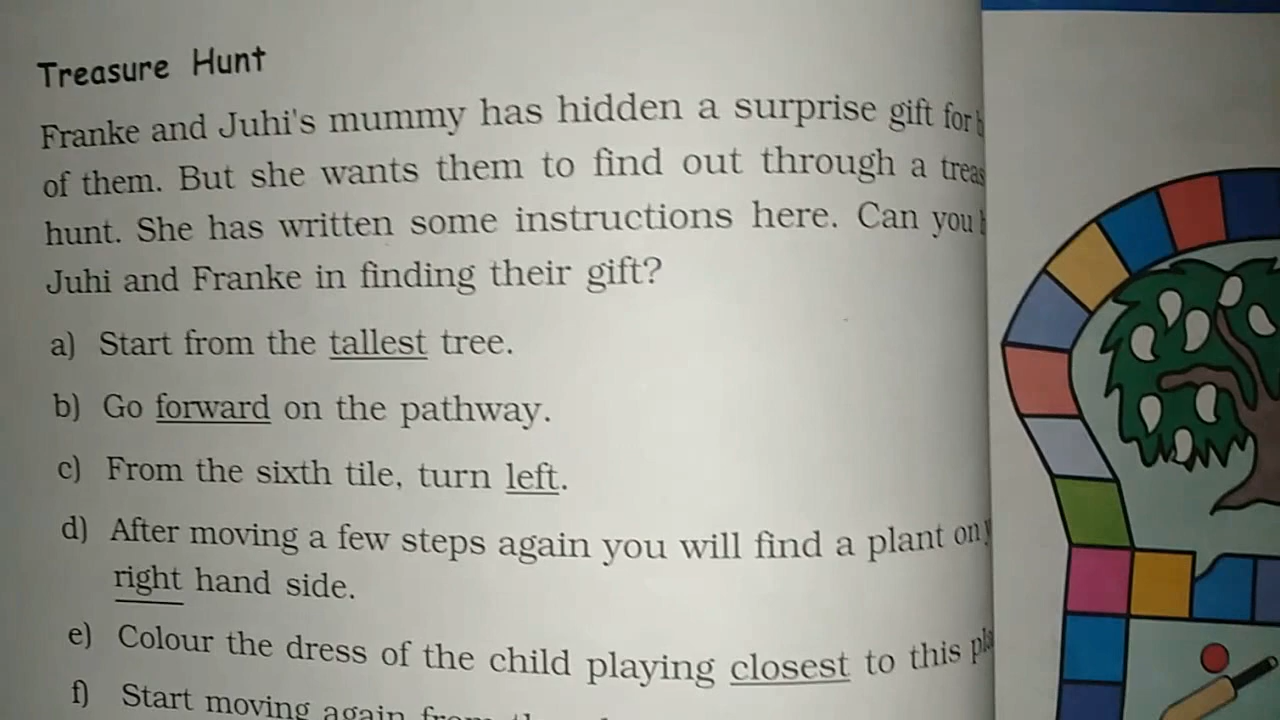 Treasure Hunt
Franke and Juhi's mummy has hidden a surprise gift for
of them. But she wants them to find out through a
hunt. She has written some instructions here. Can you
Juhi and Franke in finding their gift?
a) Start from the tallest tree.
b) Go forward on the pathway.
c) From the sixth tile, turn left.
d) After moving a few steps again you will find a plant on
right hand side.
e) Colour the dress of the child playing closest to this
f) Start moving again from